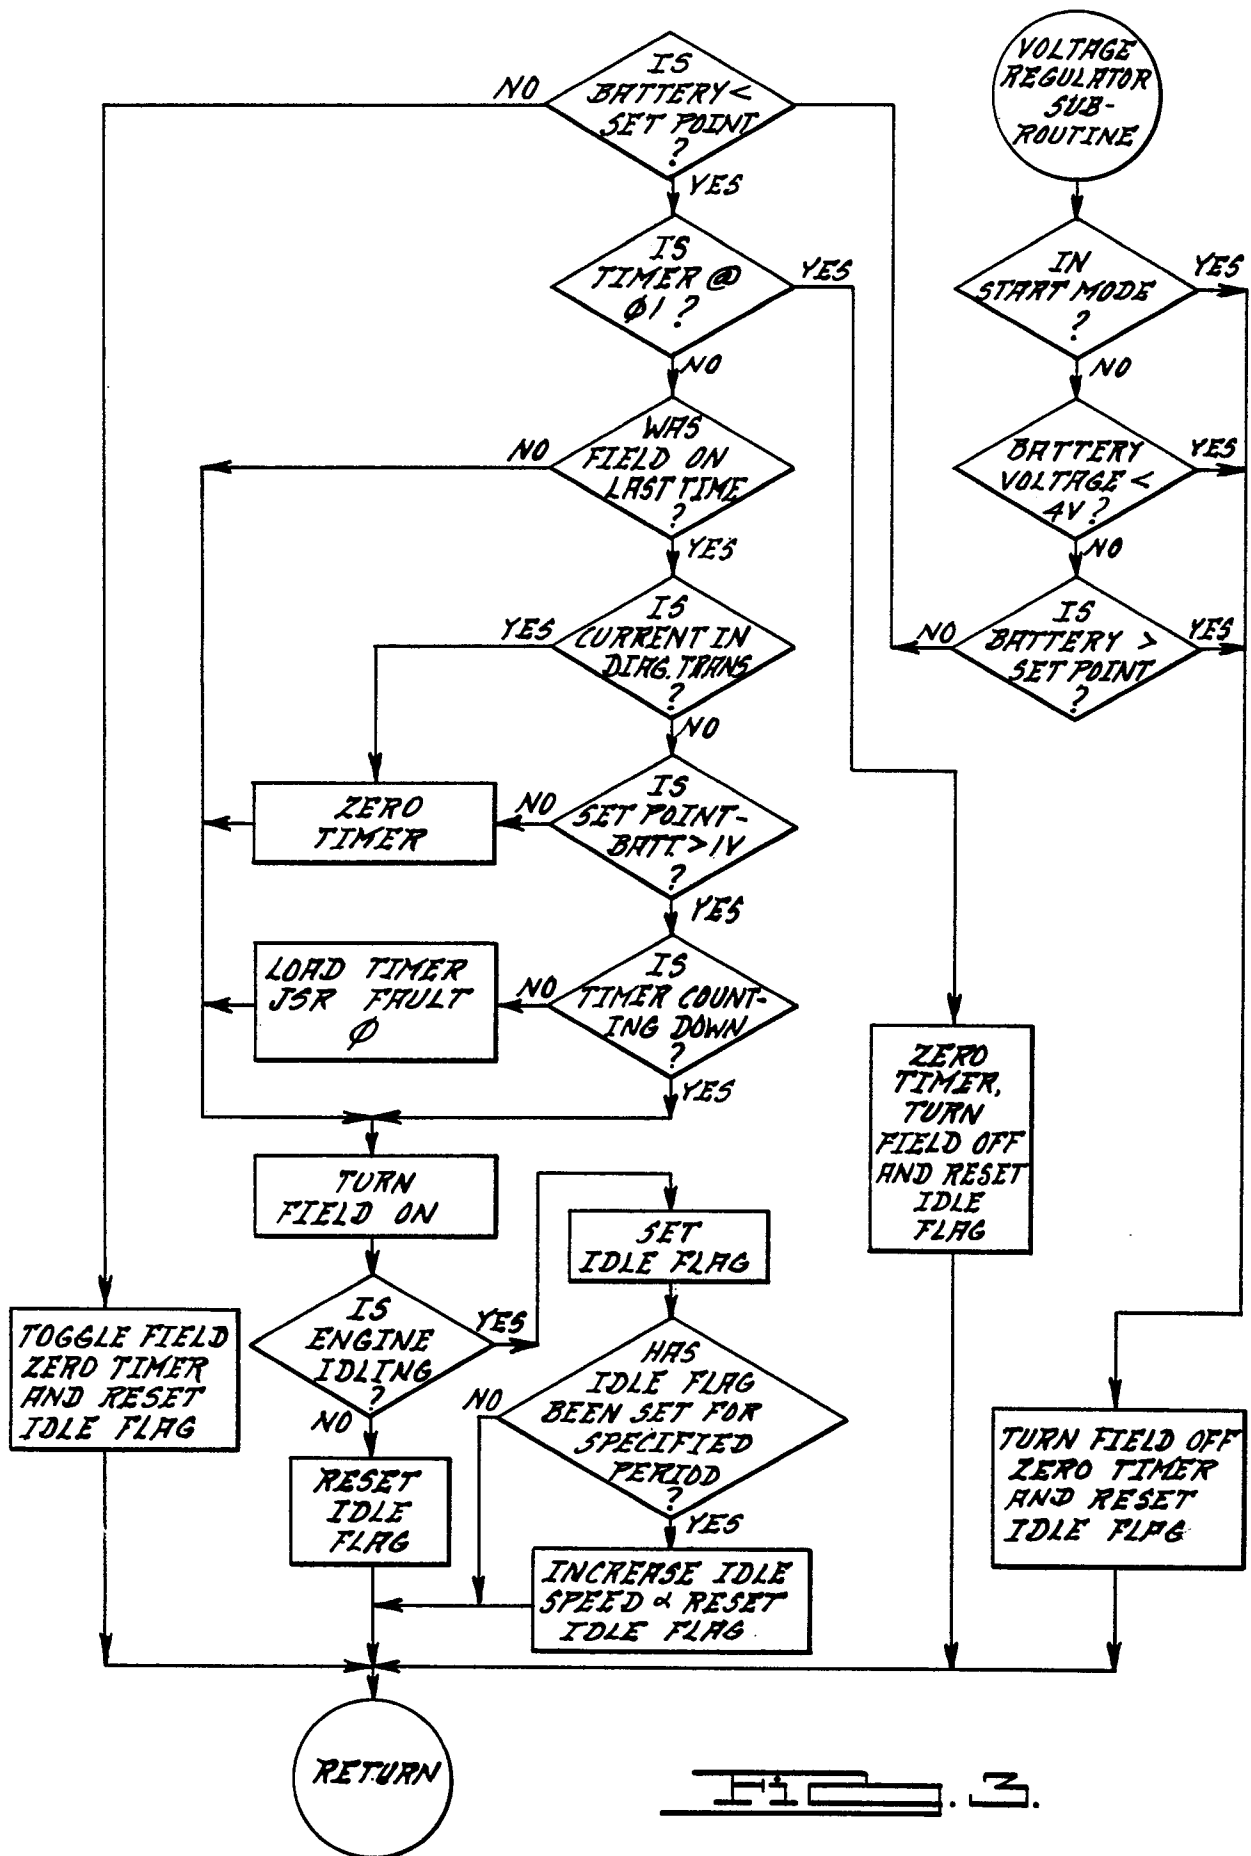 VOLTAGE
REGULATOR
SUB-
ROUTINE
IN
START MODE
?
YES
NO
BATTERY
VOLTAGE <
4V?
YES
NO
IS
BATTERY >
SET POINT
?
YES
NO
IS
BATTERY <
SET POINT
?
NO
YES
IS
TIMER @
Ø1 ?
YES
NO
WAS
FIELD ON
LAST TIME
?
NO
YES
IS
CURRENT IN
DIAG. TRANS
?
YES
NO
ZERO
TIMER
IS
SET POINT-
BATT. > 1V
?
NO
YES
LOAD TIMER
JSR FAULT
Ø
IS
TIMER COUNT-
ING DOWN
?
NO
YES
TURN
FIELD ON
IS
ENGINE
IDLING
?
YES
NO
SET
IDLE FLAG
HAS
IDLE FLAG
BEEN SET FOR
SPECIFIED
PERIOD
?
NO
YES
RESET
IDLE
FLAG
INCREASE IDLE
SPEED & RESET
IDLE FLAG
TOGGLE FIELD
ZERO TIMER
AND RESET
IDLE FLAG
ZERO
TIMER,
TURN
FIELD OFF
AND RESET
IDLE
FLAG
TURN FIELD OFF
ZERO TIMER
AND RESET
IDLE FLAG
RETURN
Fig. 3.